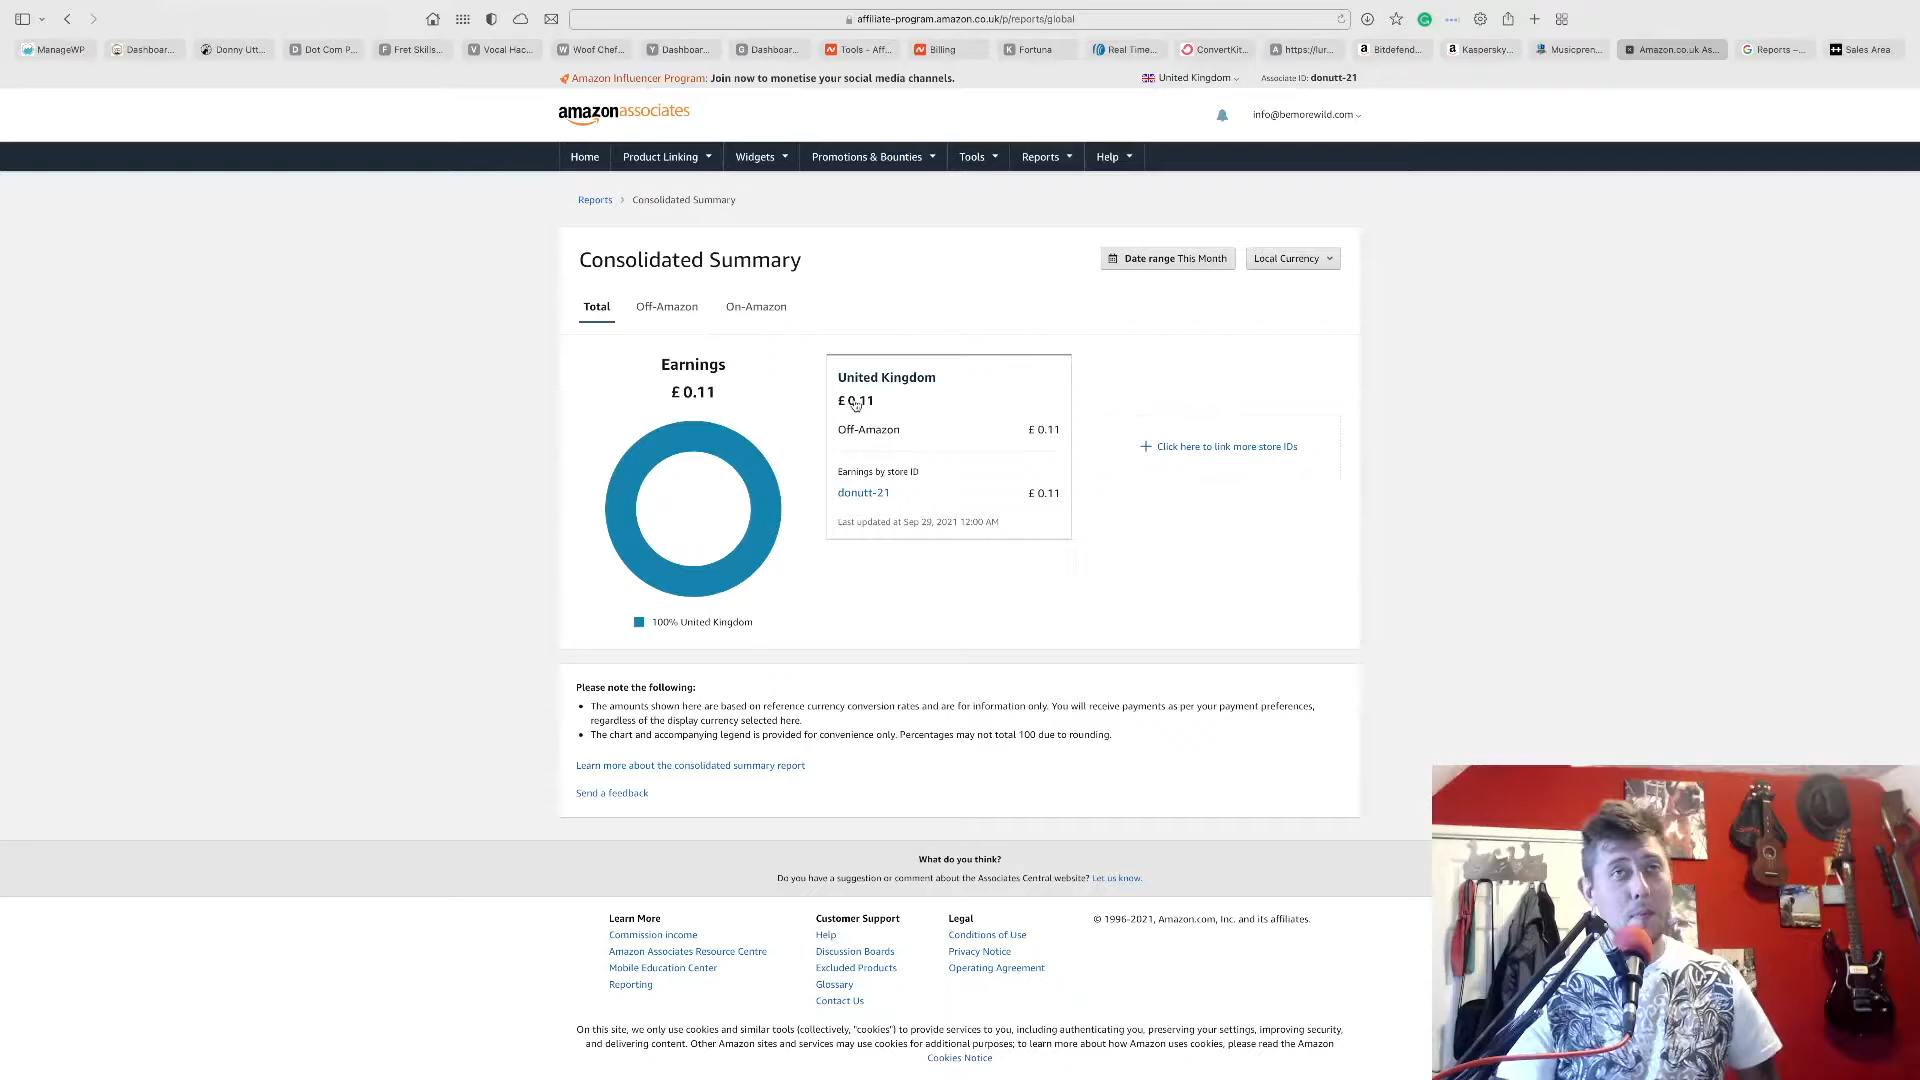 affiliate-program.amazon.co.uk/p/reports/global
ManageWP
Dashboar...
Donny Utt...
Dot Com P...
Fret Skills...
Vocal Hac...
Woof Chef...
Dashboar...
Dashboar...
Tools – Aff...
Billing
Fortuna
Real Time...
ConvertKit...
https://lur...
Bitdefend...
Kaspersky...
Musicpren...
Amazon.co.uk As...
Reports –...
Sales Area
Amazon Influencer Program: Join now to monetise your social media channels.
United Kingdom
Associate ID: donutt-21
amazonassociates
info@bemorewild.com
Home
Product Linking
Widgets
Promotions & Bounties
Tools
Reports
Help
Reports
Consolidated Summary
Consolidated Summary
Date range This Month
Local Currency
Total
Off-Amazon
On-Amazon
Earnings
£ 0.11
100% United Kingdom
United Kingdom
£ 0.11
Off-Amazon £ 0.11
Earnings by store ID
donutt-21 £ 0.11
Last updated at Sep 29, 2021 12:00 AM
+ Click here to link more store IDs
Please note the following:
• The amounts shown here are based on reference currency conversion rates and are for information only. You will receive payments as per your payment preferences,
regardless of the display currency selected here.
• The chart and accompanying legend is provided for convenience only. Percentages may not total 100 due to rounding.
Learn more about the consolidated summary report
Send a feedback
What do you think?
Do you have a suggestion or comment about the Associates Central website? Let us know.
Learn More
Commission income
Amazon Associates Resource Centre
Mobile Education Center
Reporting
Customer Support
Help
Discussion Boards
Excluded Products
Glossary
Contact Us
Legal
Conditions of Use
Privacy Notice
Operating Agreement
© 1996-2021, Amazon.com, Inc. and its affiliates.
On this site, we only use cookies and similar tools (collectively, "cookies") to provide services to you, including authenticating you, preserving your settings, improving security,
and delivering content. Other Amazon sites and services may use cookies for additional purposes; to learn more about how Amazon uses cookies, please read the Amazon
Cookies Notice